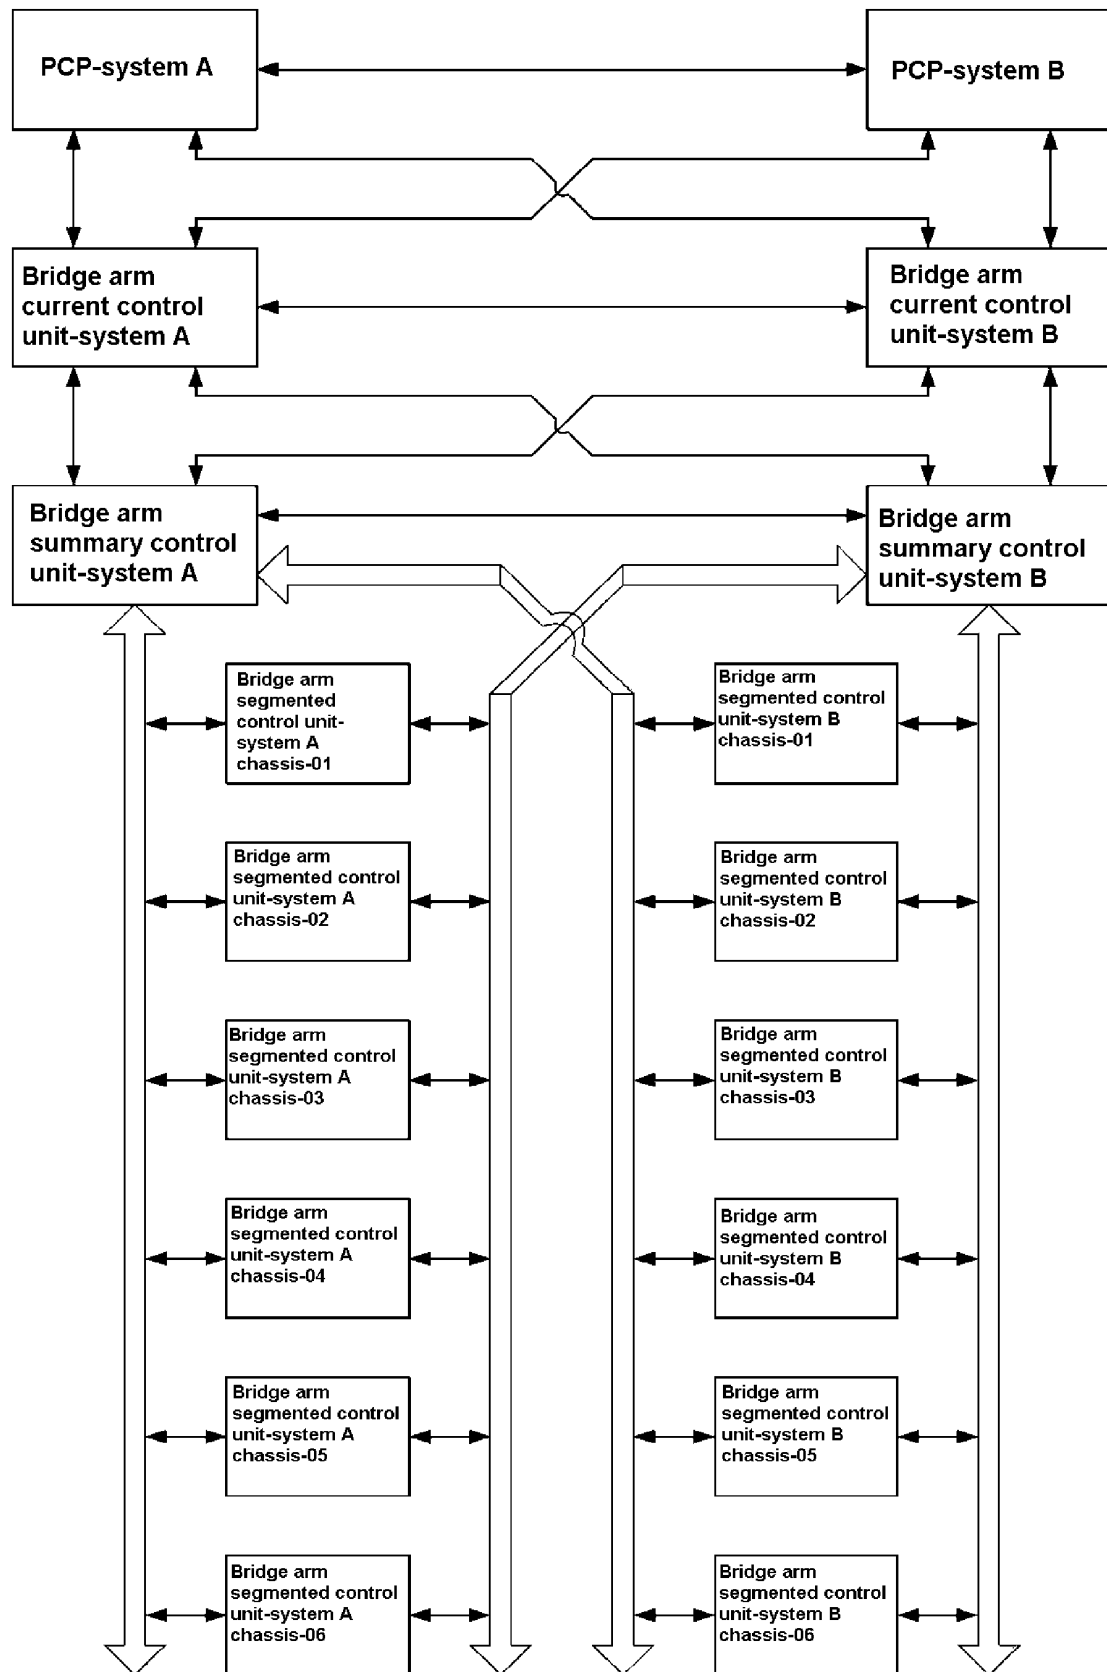 PCP-system A
PCP-system B
Bridge arm
current control
unit-system A
Bridge arm
current control
unit-system B
Bridge arm
summary control
unit-system A
Bridge arm
summary control
unit-system B
Bridge arm
segmented
control unit-
system A
chassis-01
Bridge arm
segmented control
unit-system B
chassis-01
Bridge arm
segmented control
unit-system A
chassis-02
Bridge arm
segmented control
unit-system B
chassis-02
Bridge arm
segmented control
unit-system A
chassis-03
Bridge arm
segmented control
unit-system B
chassis-03
Bridge arm
segmented control
unit-system A
chassis-04
Bridge arm
segmented control
unit-system B
chassis-04
Bridge arm
segmented control
unit-system A
chassis-05
Bridge arm
segmented control
unit-system B
chassis-05
Bridge arm
segmented control
unit-system A
chassis-06
Bridge arm
segmented control
unit-system B
chassis-06